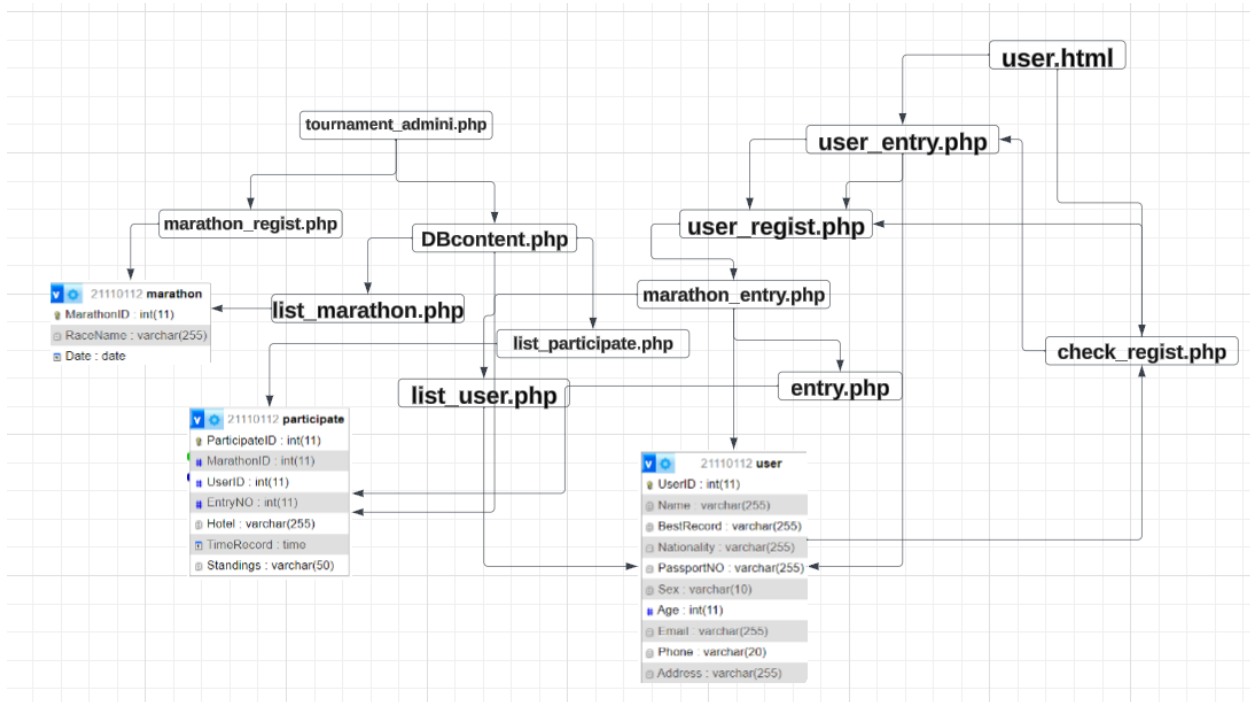 user.html
tournament_admini.php
user_entry.php
marathon_regist.php
user_regist.php
DBcontent.php
21110112 marathon
MarathonID : int(11)
RaceName : varchar(255)
Date : date
list_marathon.php
marathon_entry.php
list_participate.php
check_regist.php
list_user.php
entry.php
21110112 participate
ParticipateID : int(11)
MarathonID : int(11)
UserID : int(11)
EntryNO : int(11)
Hotel : varchar(255)
TimeRecord : time
Standings : varchar(50)
21110112 user
UserID : int(11)
Name : varchar(255)
BestRecord : varchar(255)
Nationality : varchar(255)
PassportNO : varchar(255)
Sex : varchar(10)
Age : int(11)
Email : varchar(255)
Phone : varchar(20)
Address : varchar(255)